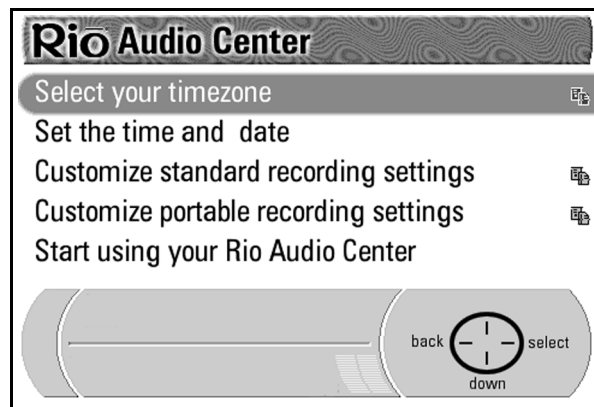 Rio Audio Center
Select your timezone
Set the time and date
Customize standard recording settings
Customize portable recording settings
Start using your Rio Audio Center
back select
down